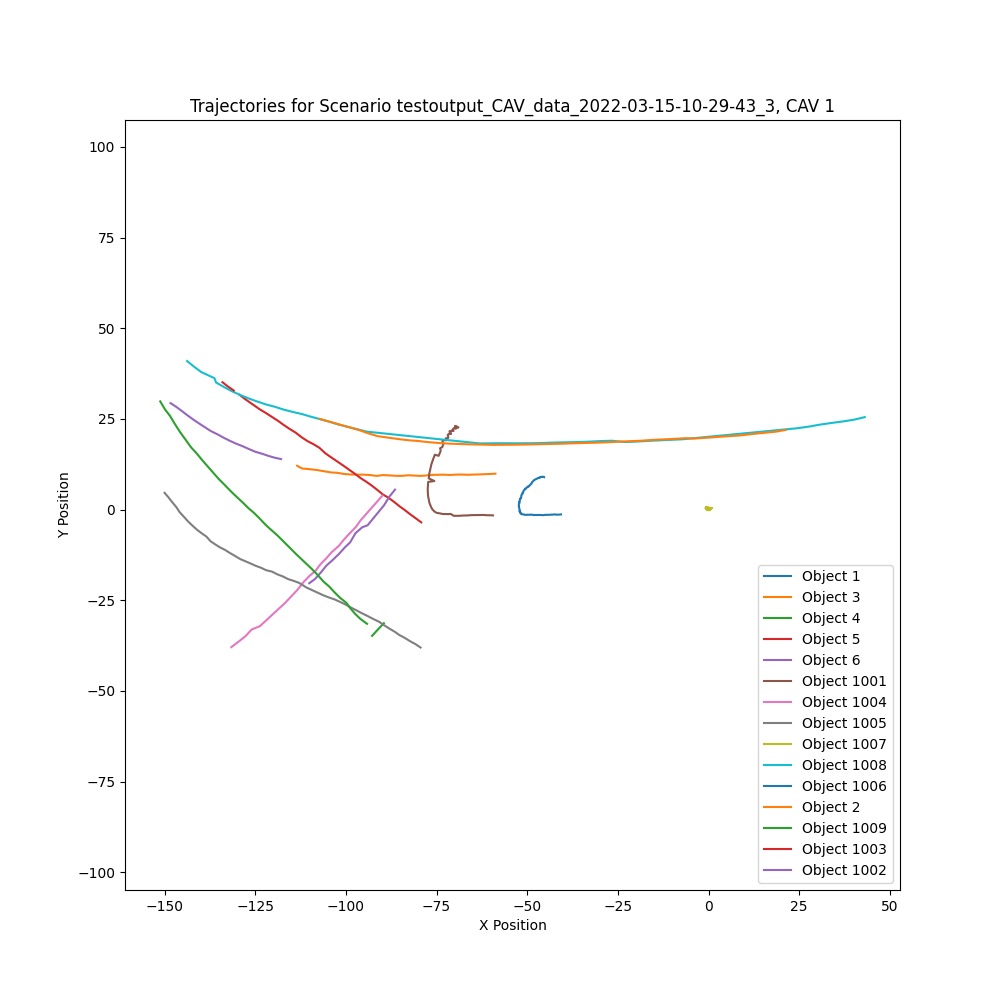 Trajectories for Scenario testoutput_CAV_data_2022-03-15-10-29-43_3, CAV 1
100
75
50
25
0
−25
−50
−75
−100
Y Position
Object 1
Object 3
Object 4
Object 5
Object 6
Object 1001
Object 1004
Object 1005
Object 1007
Object 1008
Object 1006
Object 2
Object 1009
Object 1003
Object 1002
−150 −125 −100 −75 −50 −25 0 25 50
X Position